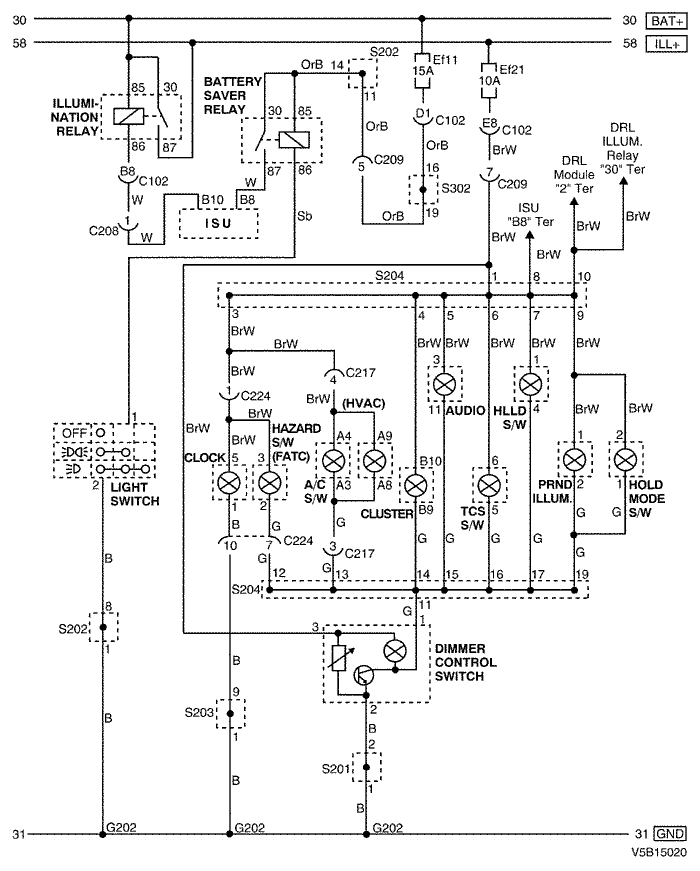 30 30 BAT+
58 58 ILL+
BATTERY
SAVER
RELAY
OrB 14 S202
11
Ef11
15A
Ef21
10A
85 30
ILLUMI-
NATION
RELAY
86 87
30 85
87 86
D1 C102
E8 C102
OrB
OrB
BrW
DRL
ILLUM.
Relay
"30" Ter
DRL
Module
"2" Ter
B8
C102
W
1
C208
W
W
B10 B8
ISU
Sb
5 C209
16
S302
19
OrB
7
C209
ISU
"B8" Ter
BrW
BrW
BrW
BrW
S204
1 8 10
3 4 5 6 7 9
BrW
BrW
BrW
BrW
BrW
BrW
BrW
BrW
4 C217
1 C224
BrW
(HVAC)
3
11 AUDIO
1
HLLD
S/W
4
1
OFF
2 LIGHT
SWITCH
BrW
BrW
BrW
HAZARD
S/W
(FATC)
CLOCK 5 3
1 2
A4 A9
A3 A8
A/C
S/W
B10
CLUSTER B9
6
TCS
S/W
5
BrW
BrW
1 2
PRND
ILLUM.
2 1
HOLD
MODE
S/W
B G G G G G G G G
10 7 C224
3 C217
G G
S204
12 13 14 15 16 17 19
G 11
1
B
8
S202
1
B
3
DIMMER
CONTROL
SWITCH
2
B
B
9
S203
1
B
2
S201
1
B
31 G202 G202 G202 31 GND
V5B15020